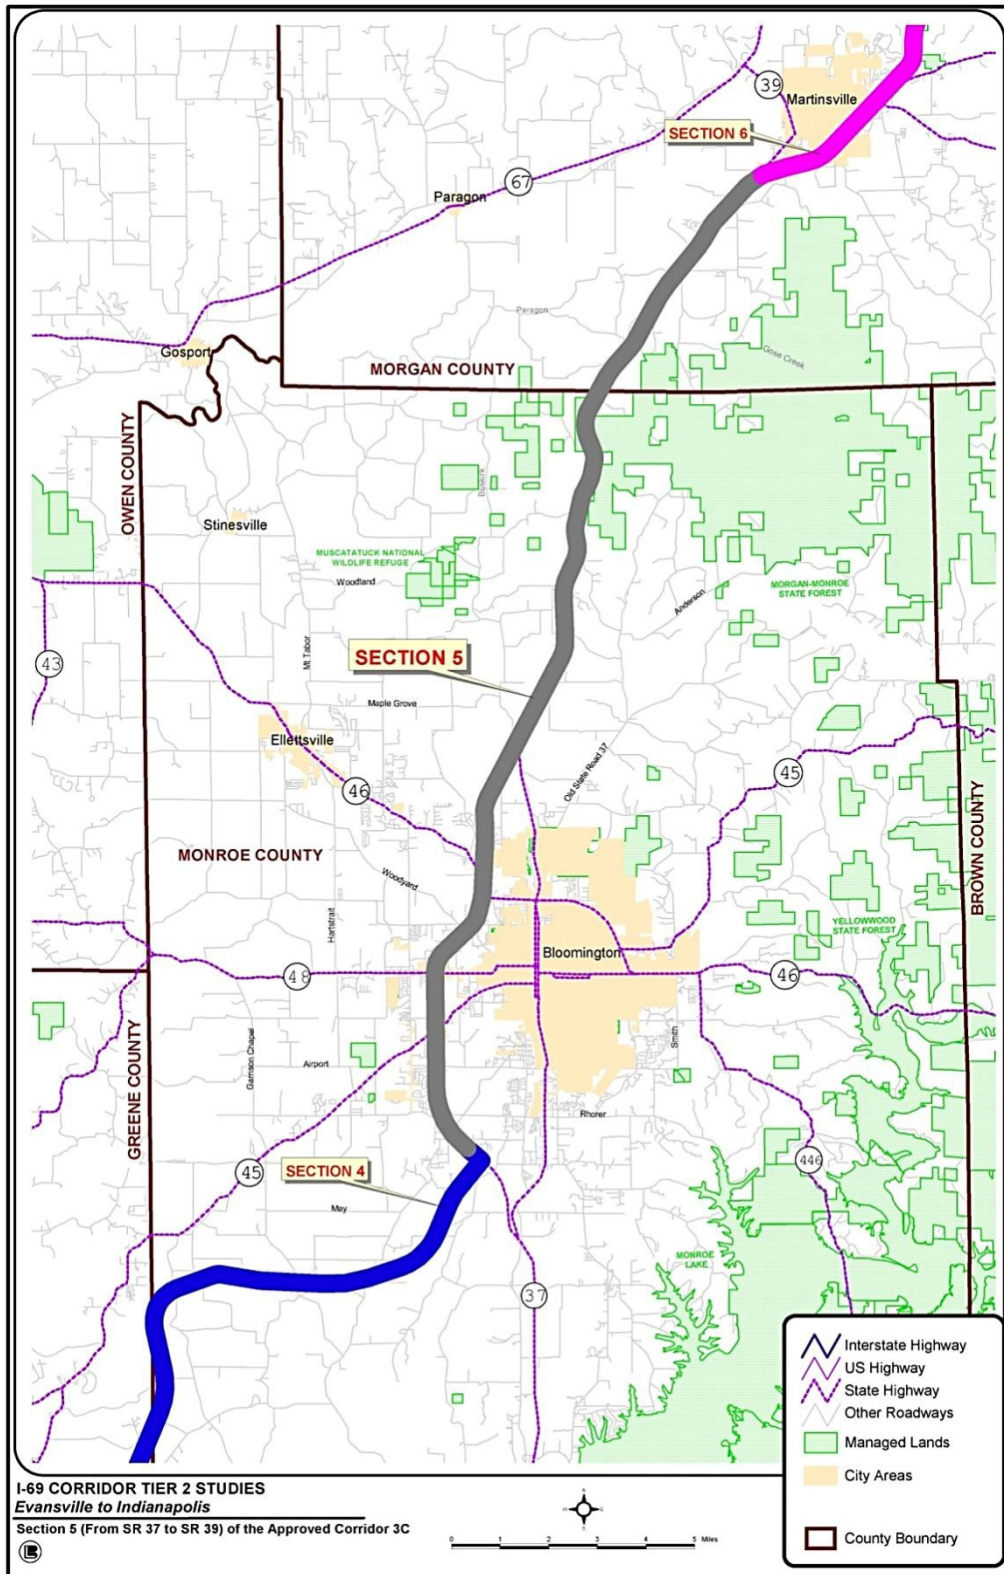 39
Martinsville
SECTION 6
67
Paragon
Paragon
Gosport
Gose Creek
MORGAN COUNTY
OWEN COUNTY
Buskirk
Stinesville
MUSCATATUCK NATIONAL
WILDLIFE REFUGE
Woodland
MORGAN-MONROE
STATE FOREST
Anderson
43
Mt Tabor
SECTION 5
Maple Grove
Ellettsville
Old State Road 37
45
46
MONROE COUNTY
BROWN COUNTY
Woodyard
Hartstrait
YELLOWWOOD
STATE FOREST
Bloomington
48
46
GREENE COUNTY
Garrison Chapel
Smith
Airport
Rhorer
45
SECTION 4
446
May
MONROE
LAKE
37
Interstate Highway
US Highway
State Highway
Other Roadways
Managed Lands
City Areas
County Boundary
I-69 CORRIDOR TIER 2 STUDIES
Evansville to Indianapolis
Section 5 (From SR 37 to SR 39) of the Approved Corridor 3C
0 1 2 3 4 5 Miles